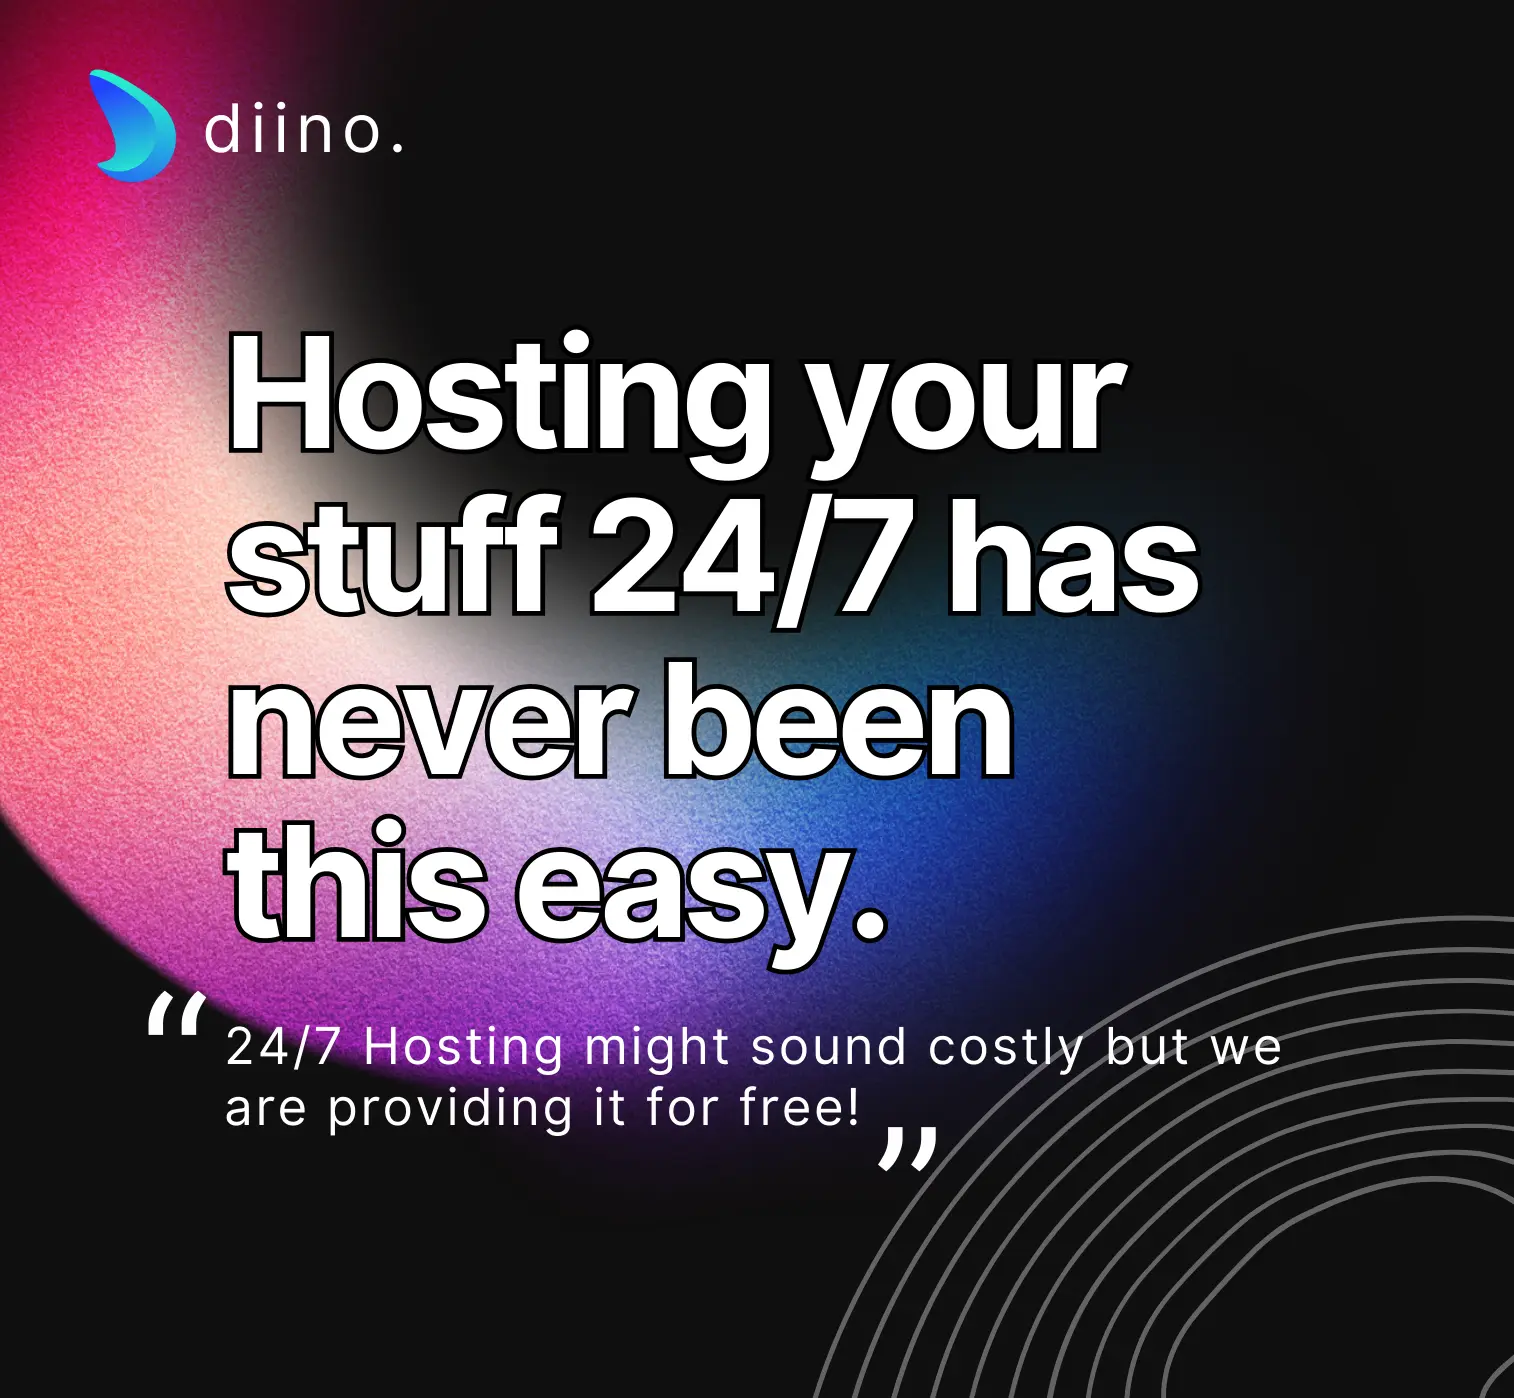 diino.
Hosting your
stuff 24/7 has
never been
this easy.
“24/7 Hosting might sound costly but we
are providing it for free!”